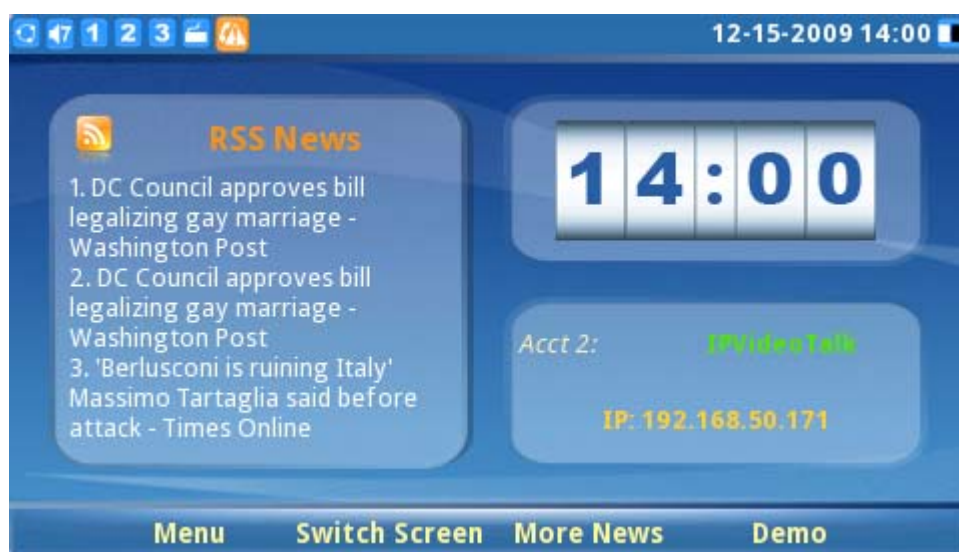 7 1 2 3
12-15-2009 14:00
RSS News
1. DC Council approves bill
legalizing gay marriage -
Washington Post
2. DC Council approves bill
legalizing gay marriage -
Washington Post
3. 'Berlusconi is ruining Italy'
Massimo Tartaglia said before
attack - Times Online
14:00
Acct 2: IPVideoTalk
IP: 192.168.50.171
Menu Switch Screen More News Demo